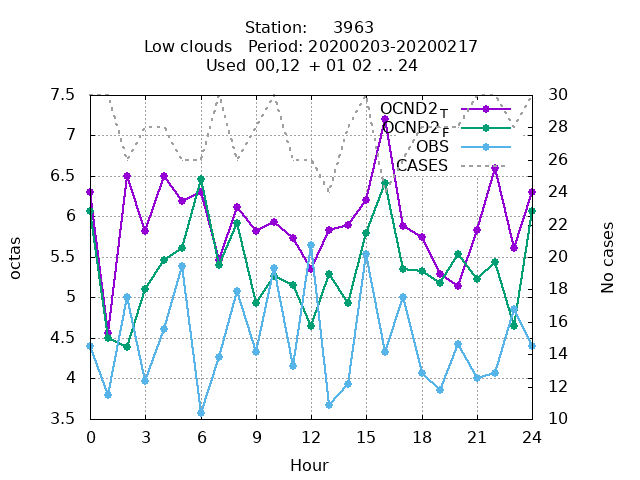 Station: 3963
Low clouds Period: 20200203-20200217
Used 00,12 + 01 02 ... 24
7.5
7
6.5
6
5.5
5
4.5
4
3.5
octas
30
28
26
24
22
20
18
16
14
12
10
No cases
OCND2T
OCND2F
OBS
CASES
0 3 6 9 12 15 18 21 24
Hour